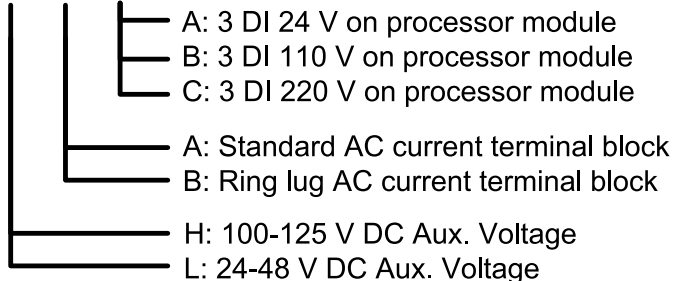 A: 3 DI 24 V on processor module
B: 3 DI 110 V on processor module
C: 3 DI 220 V on processor module
A: Standard AC current terminal block
B: Ring lug AC current terminal block
H: 100-125 V DC Aux. Voltage
L: 24-48 V DC Aux. Voltage